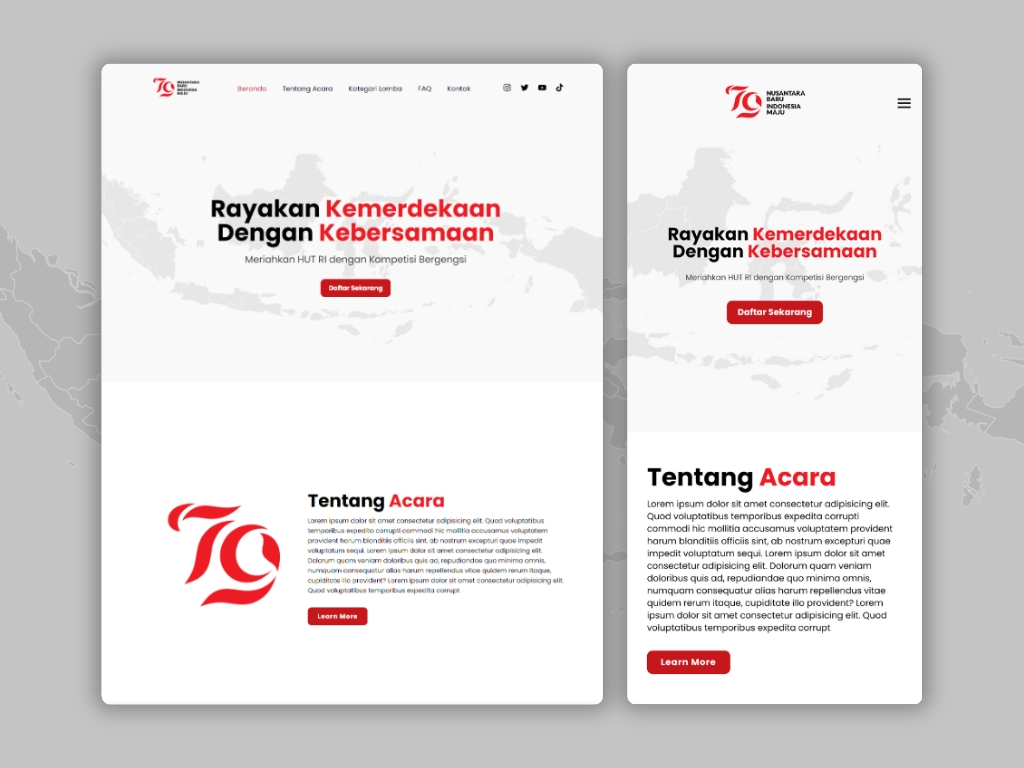 79 NUSANTARA
BARU
INDONESIA
MAJU
Beranda Tentang Acara Kategori Lomba FAQ Kontak
Rayakan Kemerdekaan
Dengan Kebersamaan
Meriahkan HUT RI dengan Kompetisi Bergengsi
Daftar Sekarang
79
Tentang Acara
Lorem ipsum dolor sit amet consectetur adipisicing elit. Quod voluptatibus
temporibus expedita corrupti commodi hic mollitia accusamus voluptatem
provident harum blanditiis officiis sint, ab nostrum excepturi quae impedit
voluptatum sequi. Lorem ipsum dolor sit amet consectetur adipisicing elit.
Dolorum quam veniam doloribus quis ad, repudiandae quo minima omnis,
numquam consequatur alias harum repellendus vitae quidem rerum itaque,
cupiditate illo provident? Lorem ipsum dolor sit amet consectetur adipisicing elit.
Quod voluptatibus temporibus expedita corrupti
Learn More
79 NUSANTARA
BARU
INDONESIA
MAJU
Rayakan Kemerdekaan
Dengan Kebersamaan
Meriahkan HUT RI dengan Kompetisi Bergengsi
Daftar Sekarang
Tentang Acara
Lorem ipsum dolor sit amet consectetur adipisicing elit.
Quod voluptatibus temporibus expedita corrupti
commodi hic mollitia accusamus voluptatem provident
harum blanditiis officiis sint, ab nostrum excepturi quae
impedit voluptatum sequi. Lorem ipsum dolor sit amet
consectetur adipisicing elit. Dolorum quam veniam
doloribus quis ad, repudiandae quo minima omnis,
numquam consequatur alias harum repellendus vitae
quidem rerum itaque, cupiditate illo provident? Lorem
ipsum dolor sit amet consectetur adipisicing elit. Quod
voluptatibus temporibus expedita corrupti
Learn More